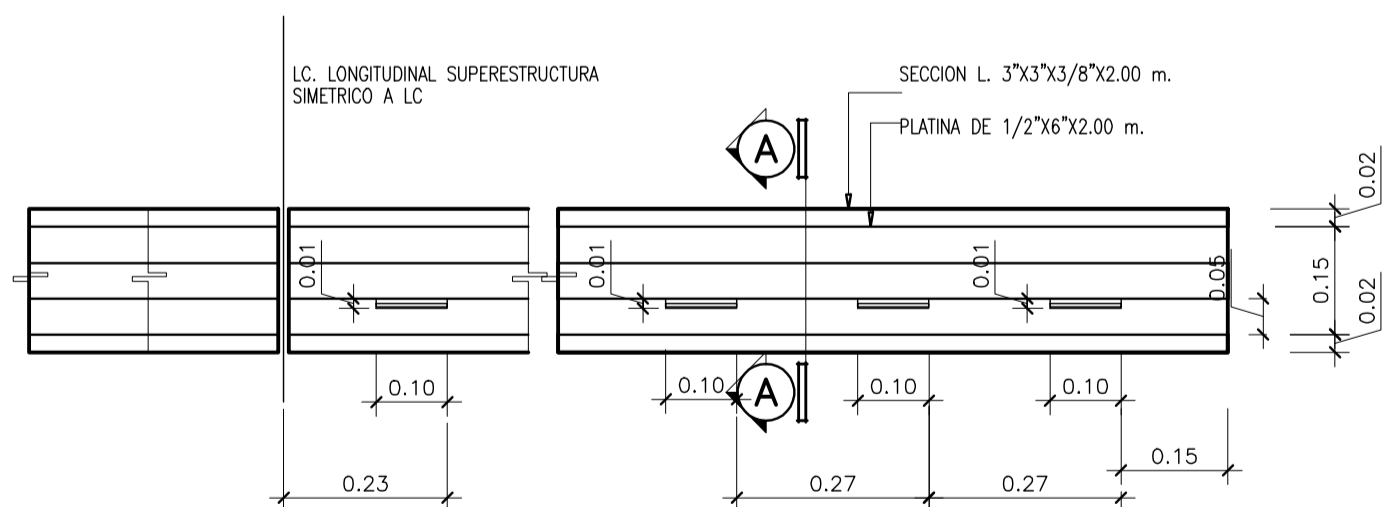 LC. LONGITUDINAL SUPERESTRUCTURA
SIMETRICO A LC
SECCION L. 3"X3"X3/8"X2.00 m.
PLATINA DE 1/2"X6"X2.00 m.
A
0.02
0.01
0.01
0.01
0.05
0.15
0.02
0.10
0.10
A
0.10
0.10
0.15
0.23
0.27
0.27